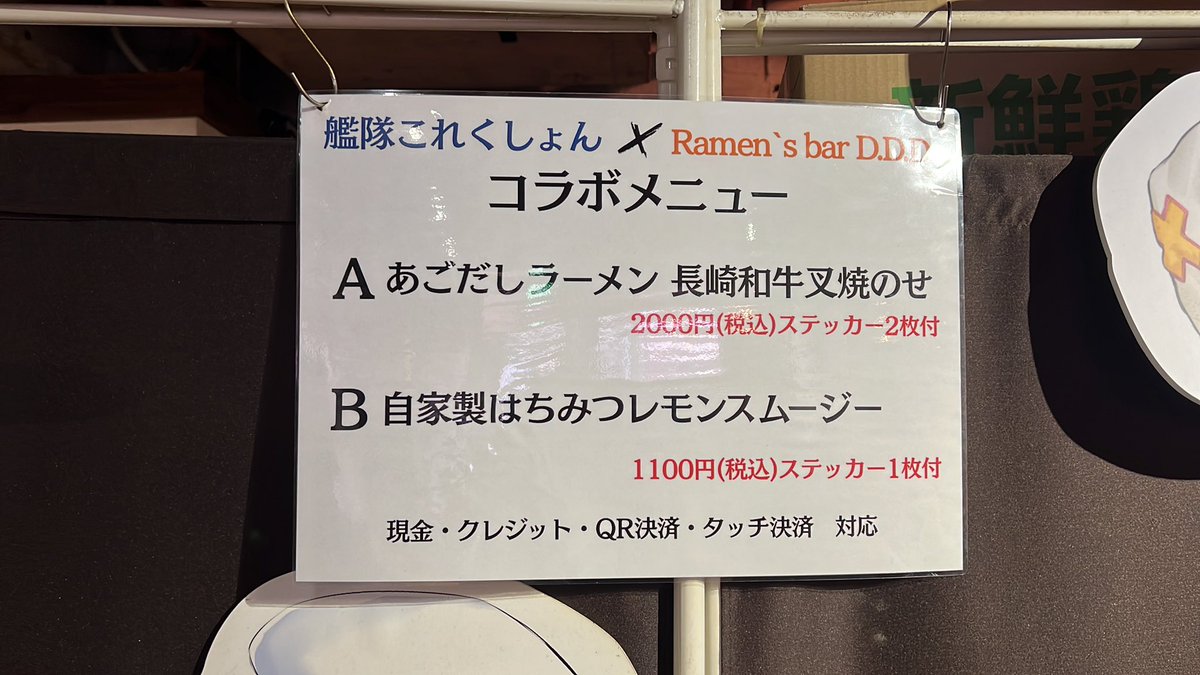 艦隊これくしょん × Ramen`s bar D.D.D
コラボメニュー
A あごだしラーメン 長崎和牛叉焼のせ
2000円(税込)ステッカー2枚付
B 自家製はちみつレモンスムージー
1100円(税込)ステッカー1枚付
現金・クレジット・QR決済・タッチ決済 対応
新鮮鶏